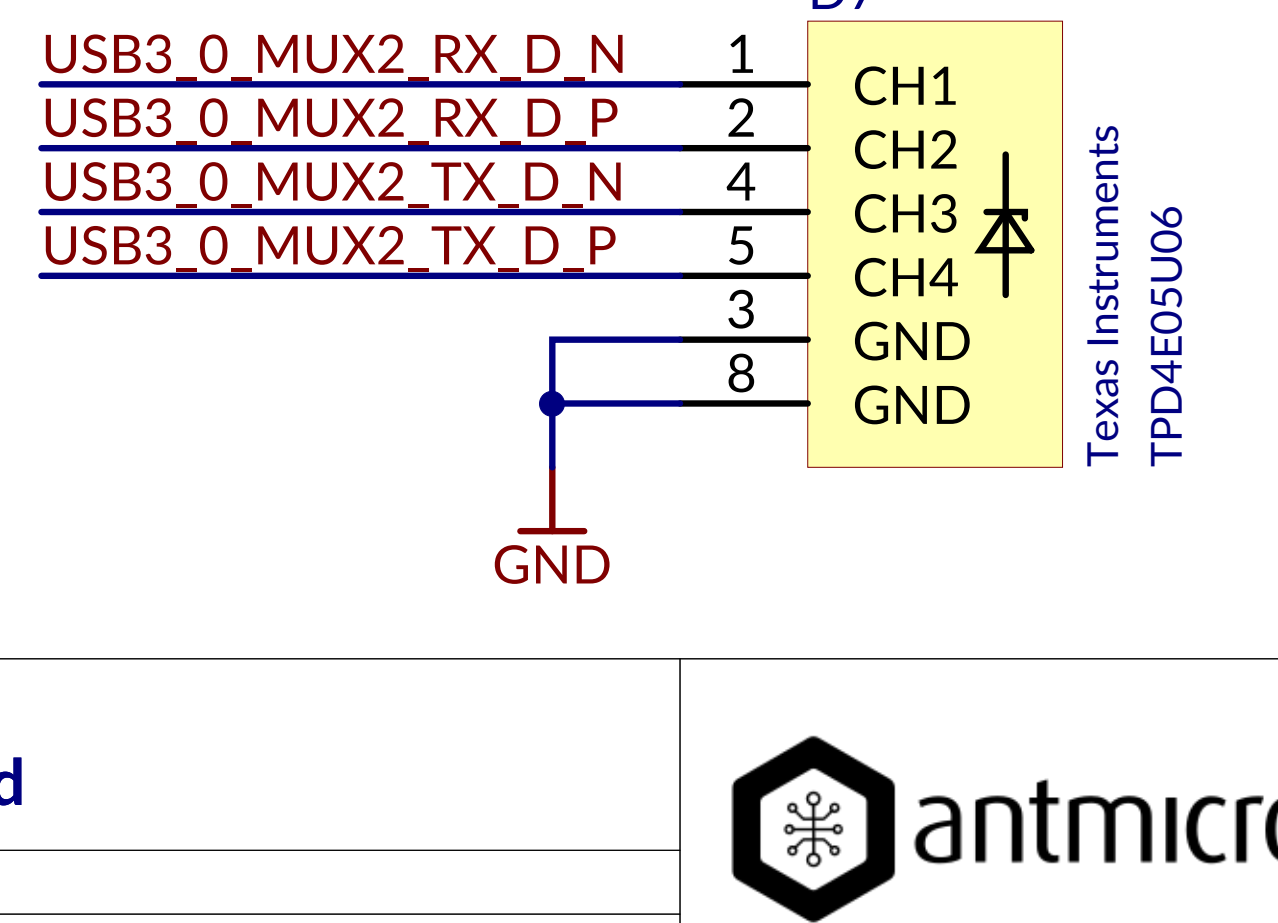 USB3_0_MUX2_RX_D_N 1 CH1
USB3_0_MUX2_RX_D_P 2 CH2
USB3_0_MUX2_TX_D_N 4 CH3
USB3_0_MUX2_TX_D_P 5 CH4
3 GND
8 GND
GND
Texas Instruments
TPD4E05U06
d
antmicro